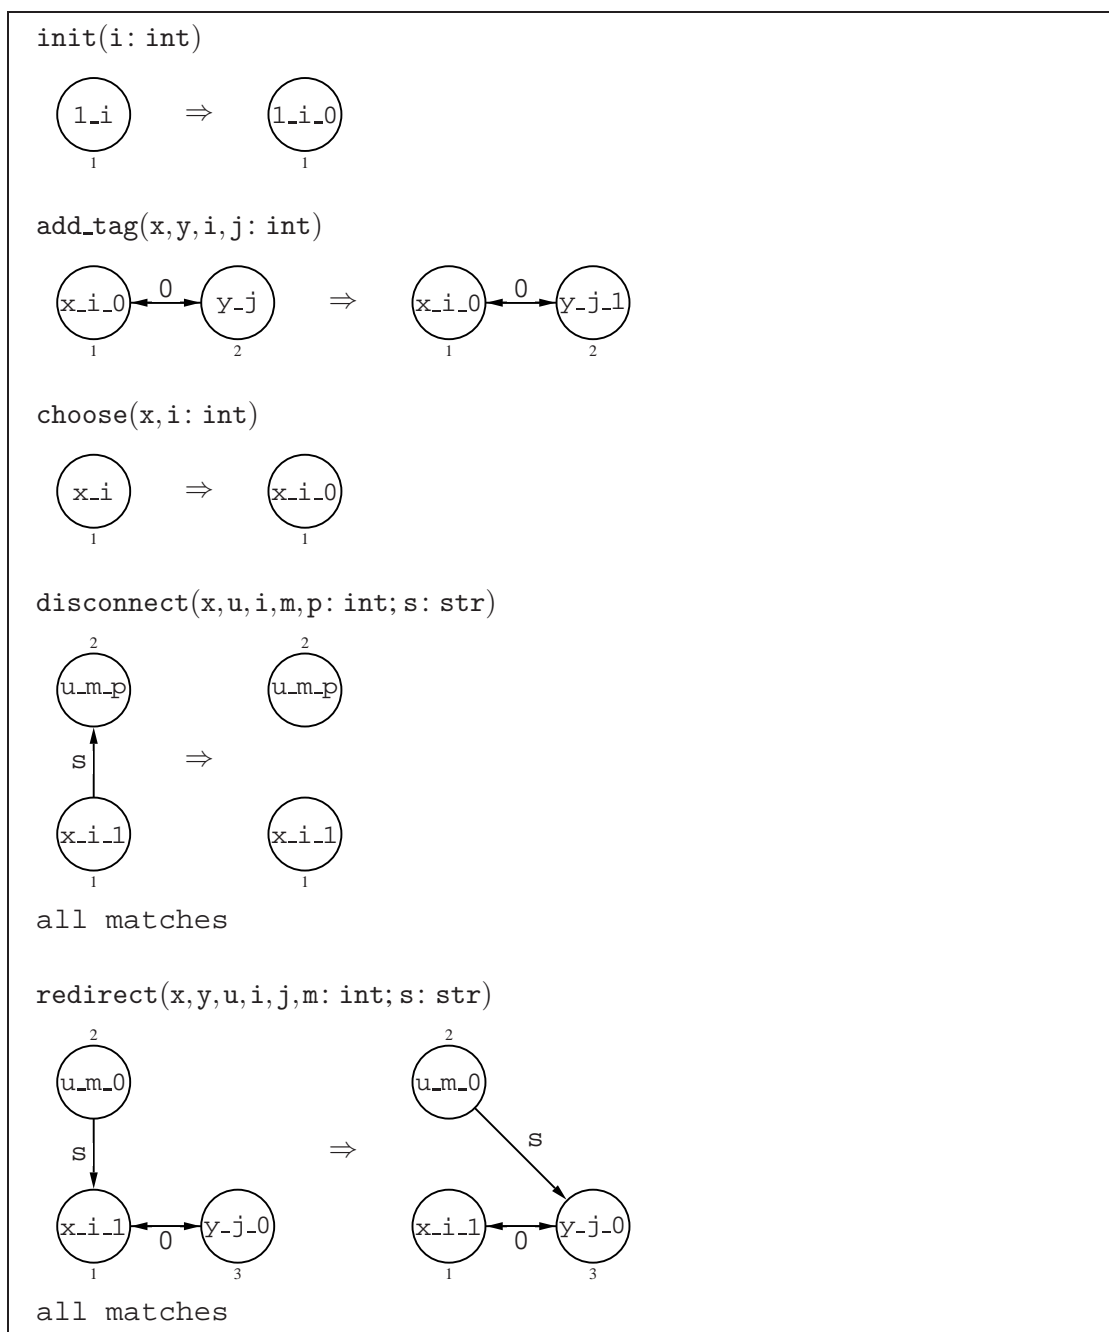 init(i: int)
1_i ⇒ 1_i_0
1 1
add_tag(x,y,i,j: int)
x_i_0 0 y_j ⇒ x_i_0 0 y_j_1
1 2 1 2
choose(x,i: int)
x_i ⇒ x_i_0
1 1
disconnect(x,u,i,m,p: int; s: str)
2 2
u_m_p u_m_p
s ⇒
x_i_1 x_i_1
1 1
all matches
redirect(x,y,u,i,j,m: int; s: str)
2 2
u_m_0 u_m_0
s ⇒ s
x_i_1 0 y_j_0 x_i_1 0 y_j_0
1 3 1 3
all matches